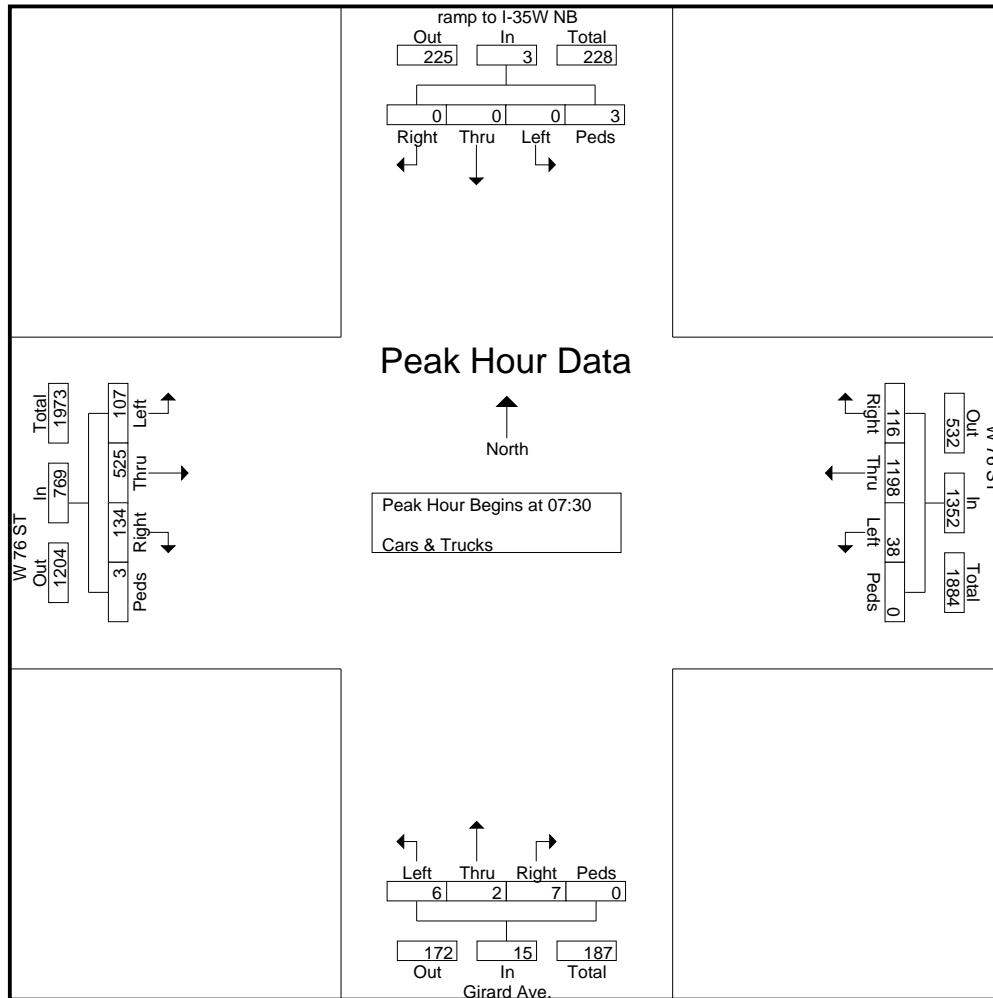 ramp to I-35W NB
Out In Total
225 3 228
0 0 0 3
Right Thru Left Peds
Peak Hour Data
North
Peak Hour Begins at 07:30
Cars & Trucks
W 76 ST
Total In Out
1973 769 1204
107 525 134 3
Left Thru Right Peds
W 76 ST
Out In Total
532 1352 1884
116 1198 38 0
Right Thru Left Peds
Left Thru Right Peds
6 2 7 0
172 15 187
Out In Total
Girard Ave.